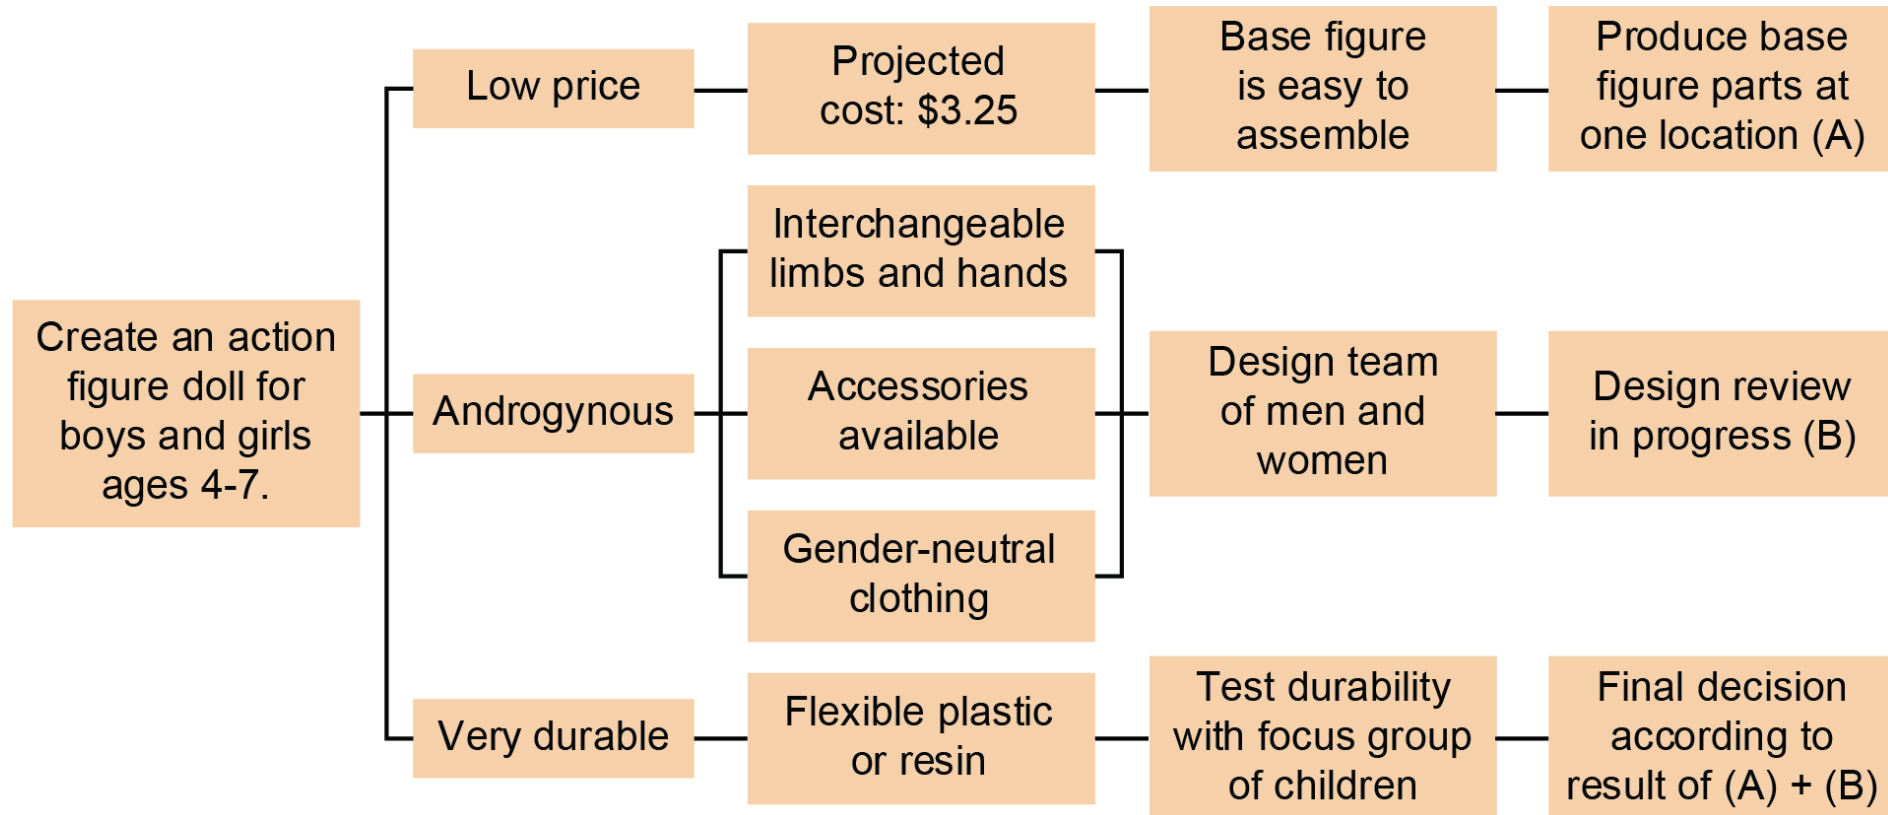 Create an action
figure doll for
boys and girls
ages 4-7.
Low price
Projected
cost: $3.25
Base figure
is easy to
assemble
Produce base
figure parts at
one location (A)
Androgynous
Interchangeable
limbs and hands
Accessories
available
Gender-neutral
clothing
Design team
of men and
women
Design review
in progress (B)
Very durable
Flexible plastic
or resin
Test durability
with focus group
of children
Final decision
according to
result of (A) + (B)